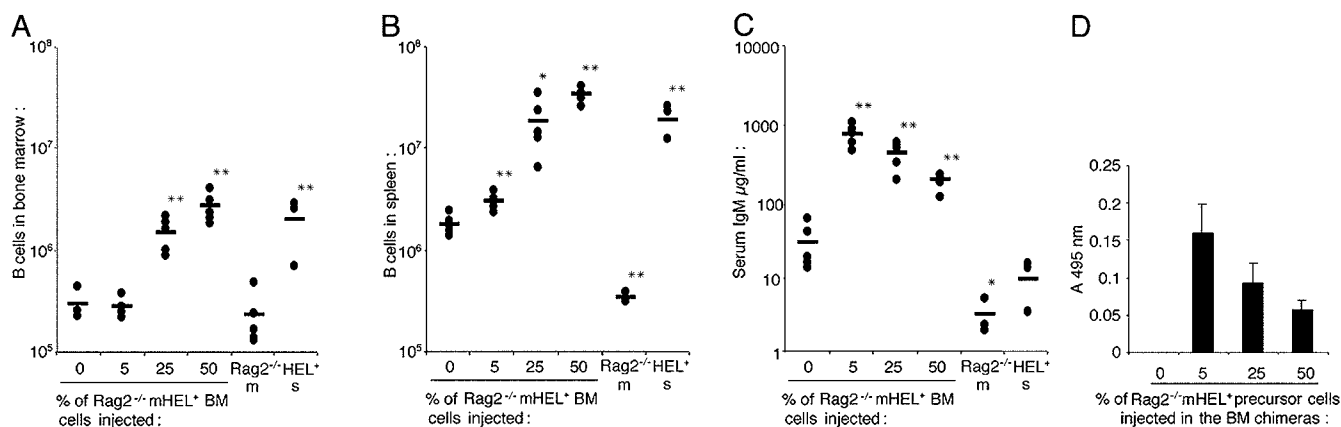 A
B cells in bone marrow :
10⁸
10⁷
10⁶
10⁵
**
**
**
0 5 25 50 Rag2⁻/⁻HEL⁺
m s
% of Rag2⁻/⁻mHEL⁺ BM
cells injected :
B
B cells in spleen :
10⁸
10⁷
10⁶
10⁵
**
*
**
**
**
0 5 25 50 Rag2⁻/⁻HEL⁺
m s
% of Rag2⁻/⁻mHEL⁺ BM
cells injected :
C
Serum IgM µg/ml :
10000
1000
100
10
1
**
**
**
*
0 5 25 50 Rag2⁻/⁻HEL⁺
m s
% of Rag2⁻/⁻mHEL⁺ BM
cells injected :
D
A 495 nm
0.25
0.2
0.15
0.1
0.05
0
0 5 25 50
% of Rag2⁻/⁻mHEL⁺precursor cells
injected in the BM chimeras :